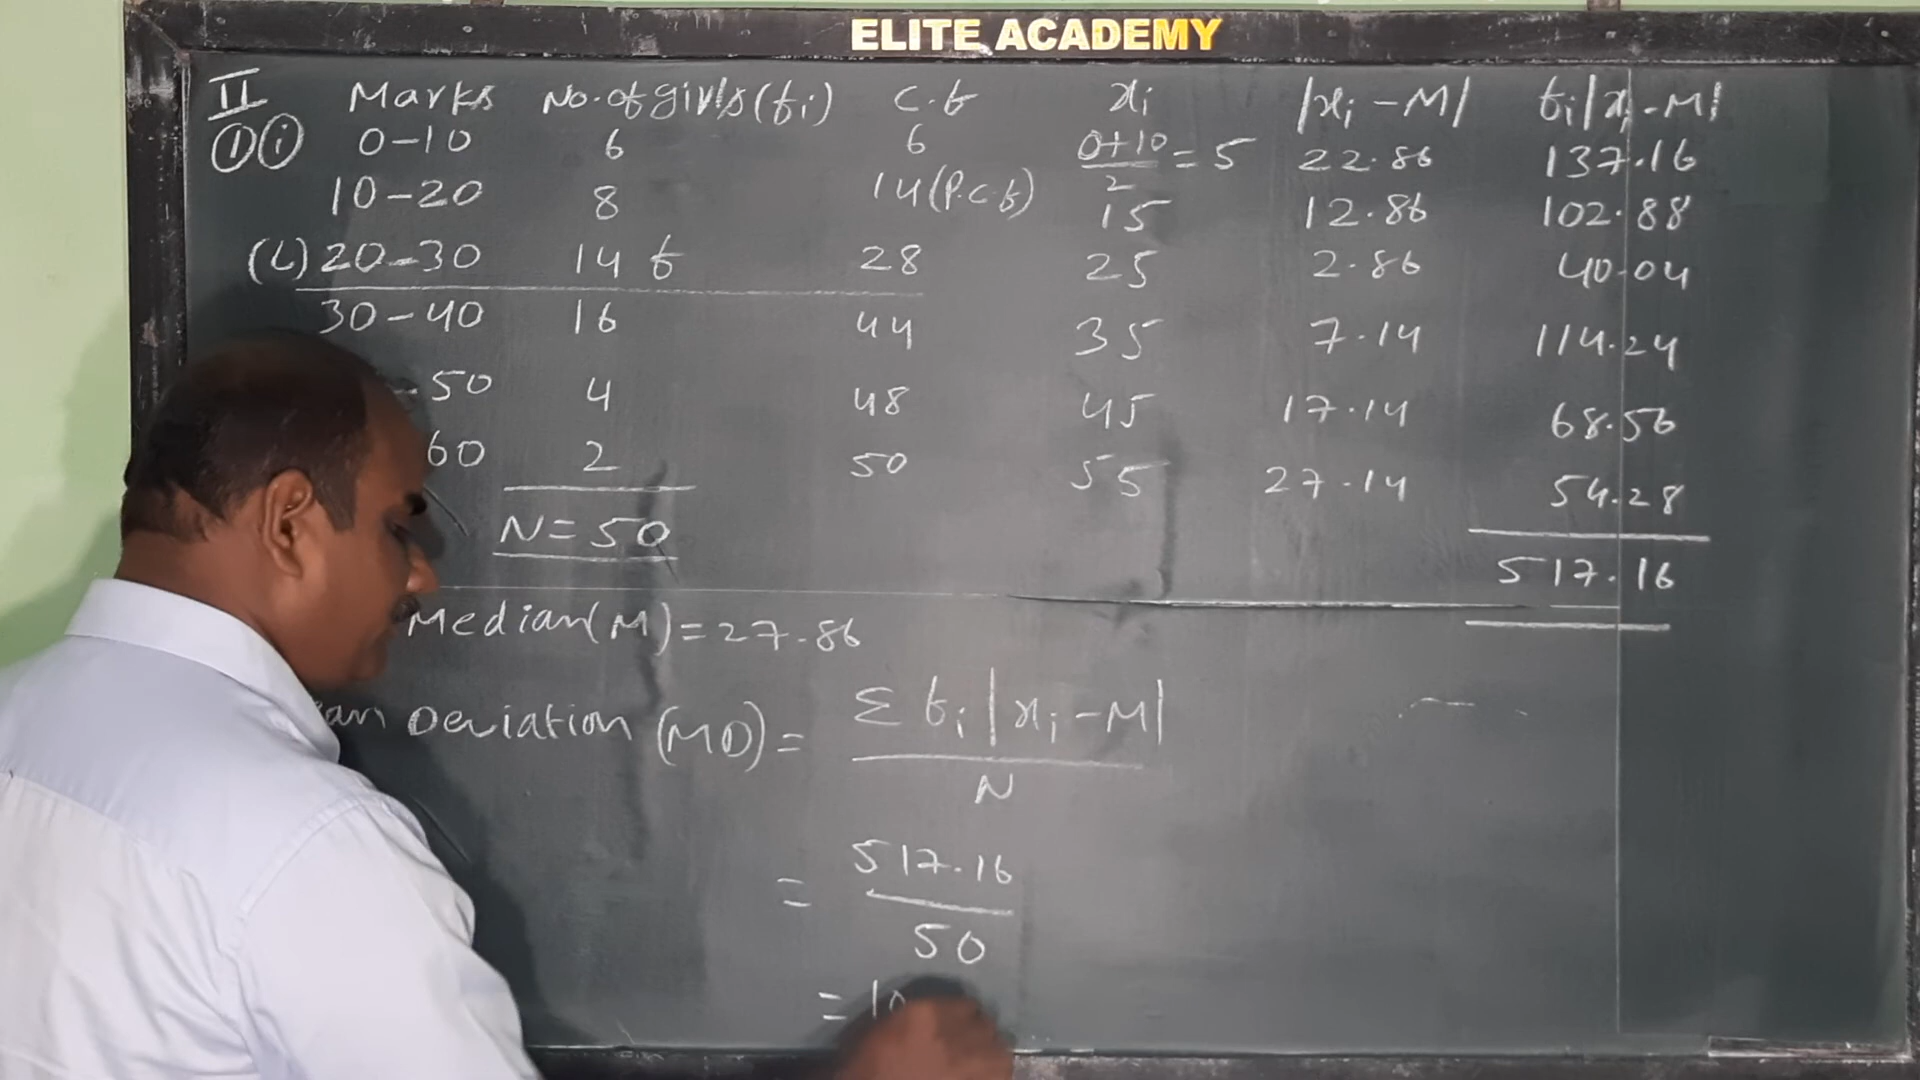 ELITE ACADEMY
II Marks No. of girls (fi) C.f xi |xi - M| fi|xi - M|
① ⓘ 0-10 6 6 0+10/2 = 5 22.86 137.16
10-20 8 14 (P.C.f) 15 12.86 102.88
(L) 20-30 14 f 28 25 2.86 40.04
30-40 16 44 35 7.14 114.24
-50 4 48 45 17.14 68.56
60 2 50 55 27.14 54.28
N = 50 517.16
Median (M) = 27.86
Deviation (MD) = Σ fi |xi - M| / N
= 517.16 / 50
= 10